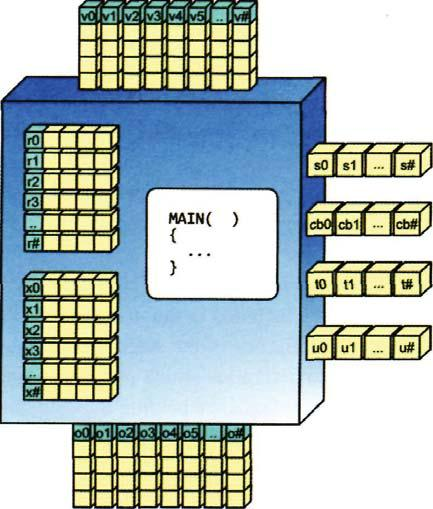 v0 v1 v2 v3 v4 v5 .. v#
r0
r1
r2
r3
..
r#
MAIN( )
{
...
}
s0 s1 ... s#
cb0 cb1 ... cb#
t0 t1 ... t#
u0 u1 ... u#
x0
x1
x2
x3
..
x#
o0 o1 o2 o3 o4 o5 .. o#